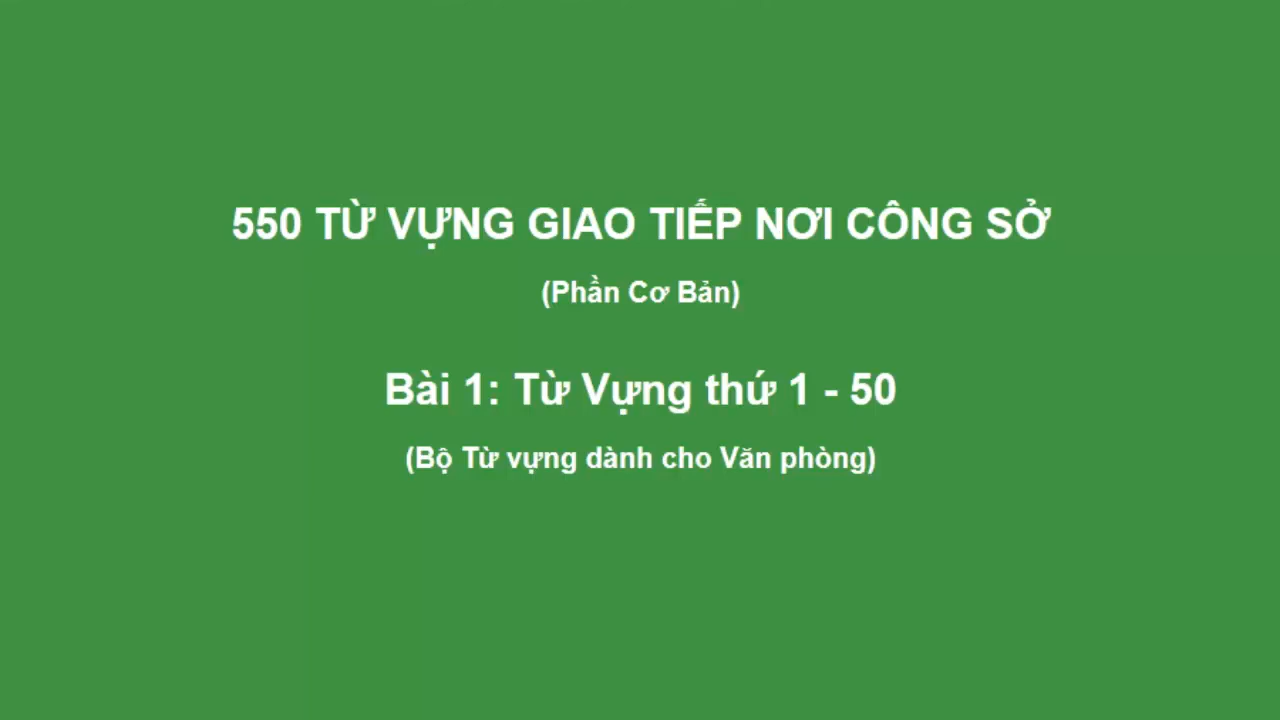 550 TỪ VỰNG GIAO TIẾP NƠI CÔNG SỞ
(Phần Cơ Bản)
Bài 1: Từ Vựng thứ 1 - 50
(Bộ Từ vựng dành cho Văn phòng)